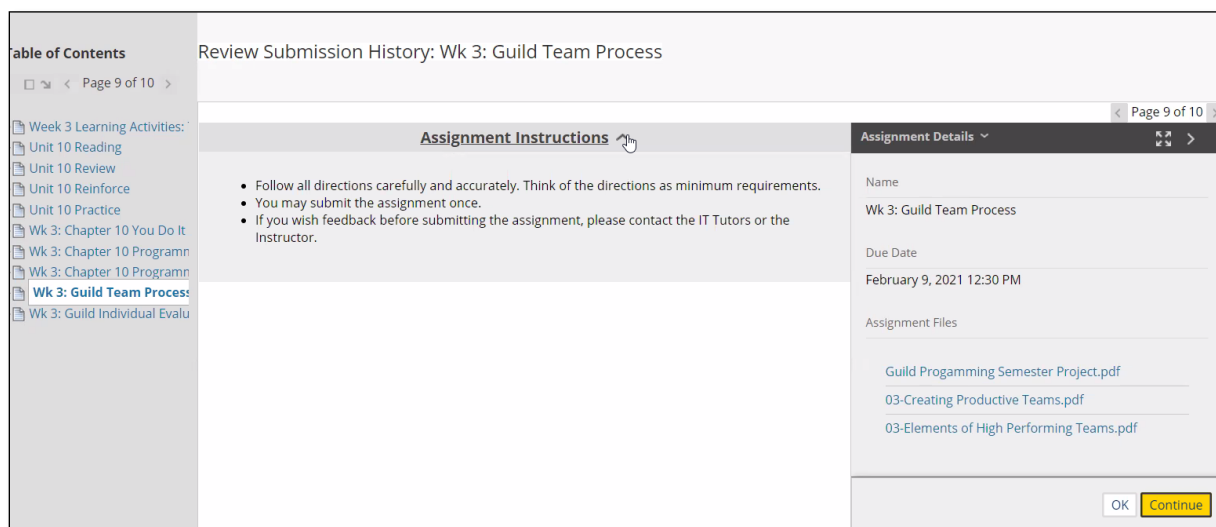 Table of Contents
Page 9 of 10
Week 3 Learning Activities:
Unit 10 Reading
Unit 10 Review
Unit 10 Reinforce
Unit 10 Practice
Wk 3: Chapter 10 You Do It
Wk 3: Chapter 10 Programn
Wk 3: Chapter 10 Programn
Wk 3: Guild Team Process
Wk 3: Guild Individual Evalu
Review Submission History: Wk 3: Guild Team Process
Page 9 of 10
Assignment Instructions
Follow all directions carefully and accurately. Think of the directions as minimum requirements.
You may submit the assignment once.
If you wish feedback before submitting the assignment, please contact the IT Tutors or the
Instructor.
Assignment Details
Name
Wk 3: Guild Team Process
Due Date
February 9, 2021 12:30 PM
Assignment Files
Guild Progamming Semester Project.pdf
03-Creating Productive Teams.pdf
03-Elements of High Performing Teams.pdf
OK
Continue